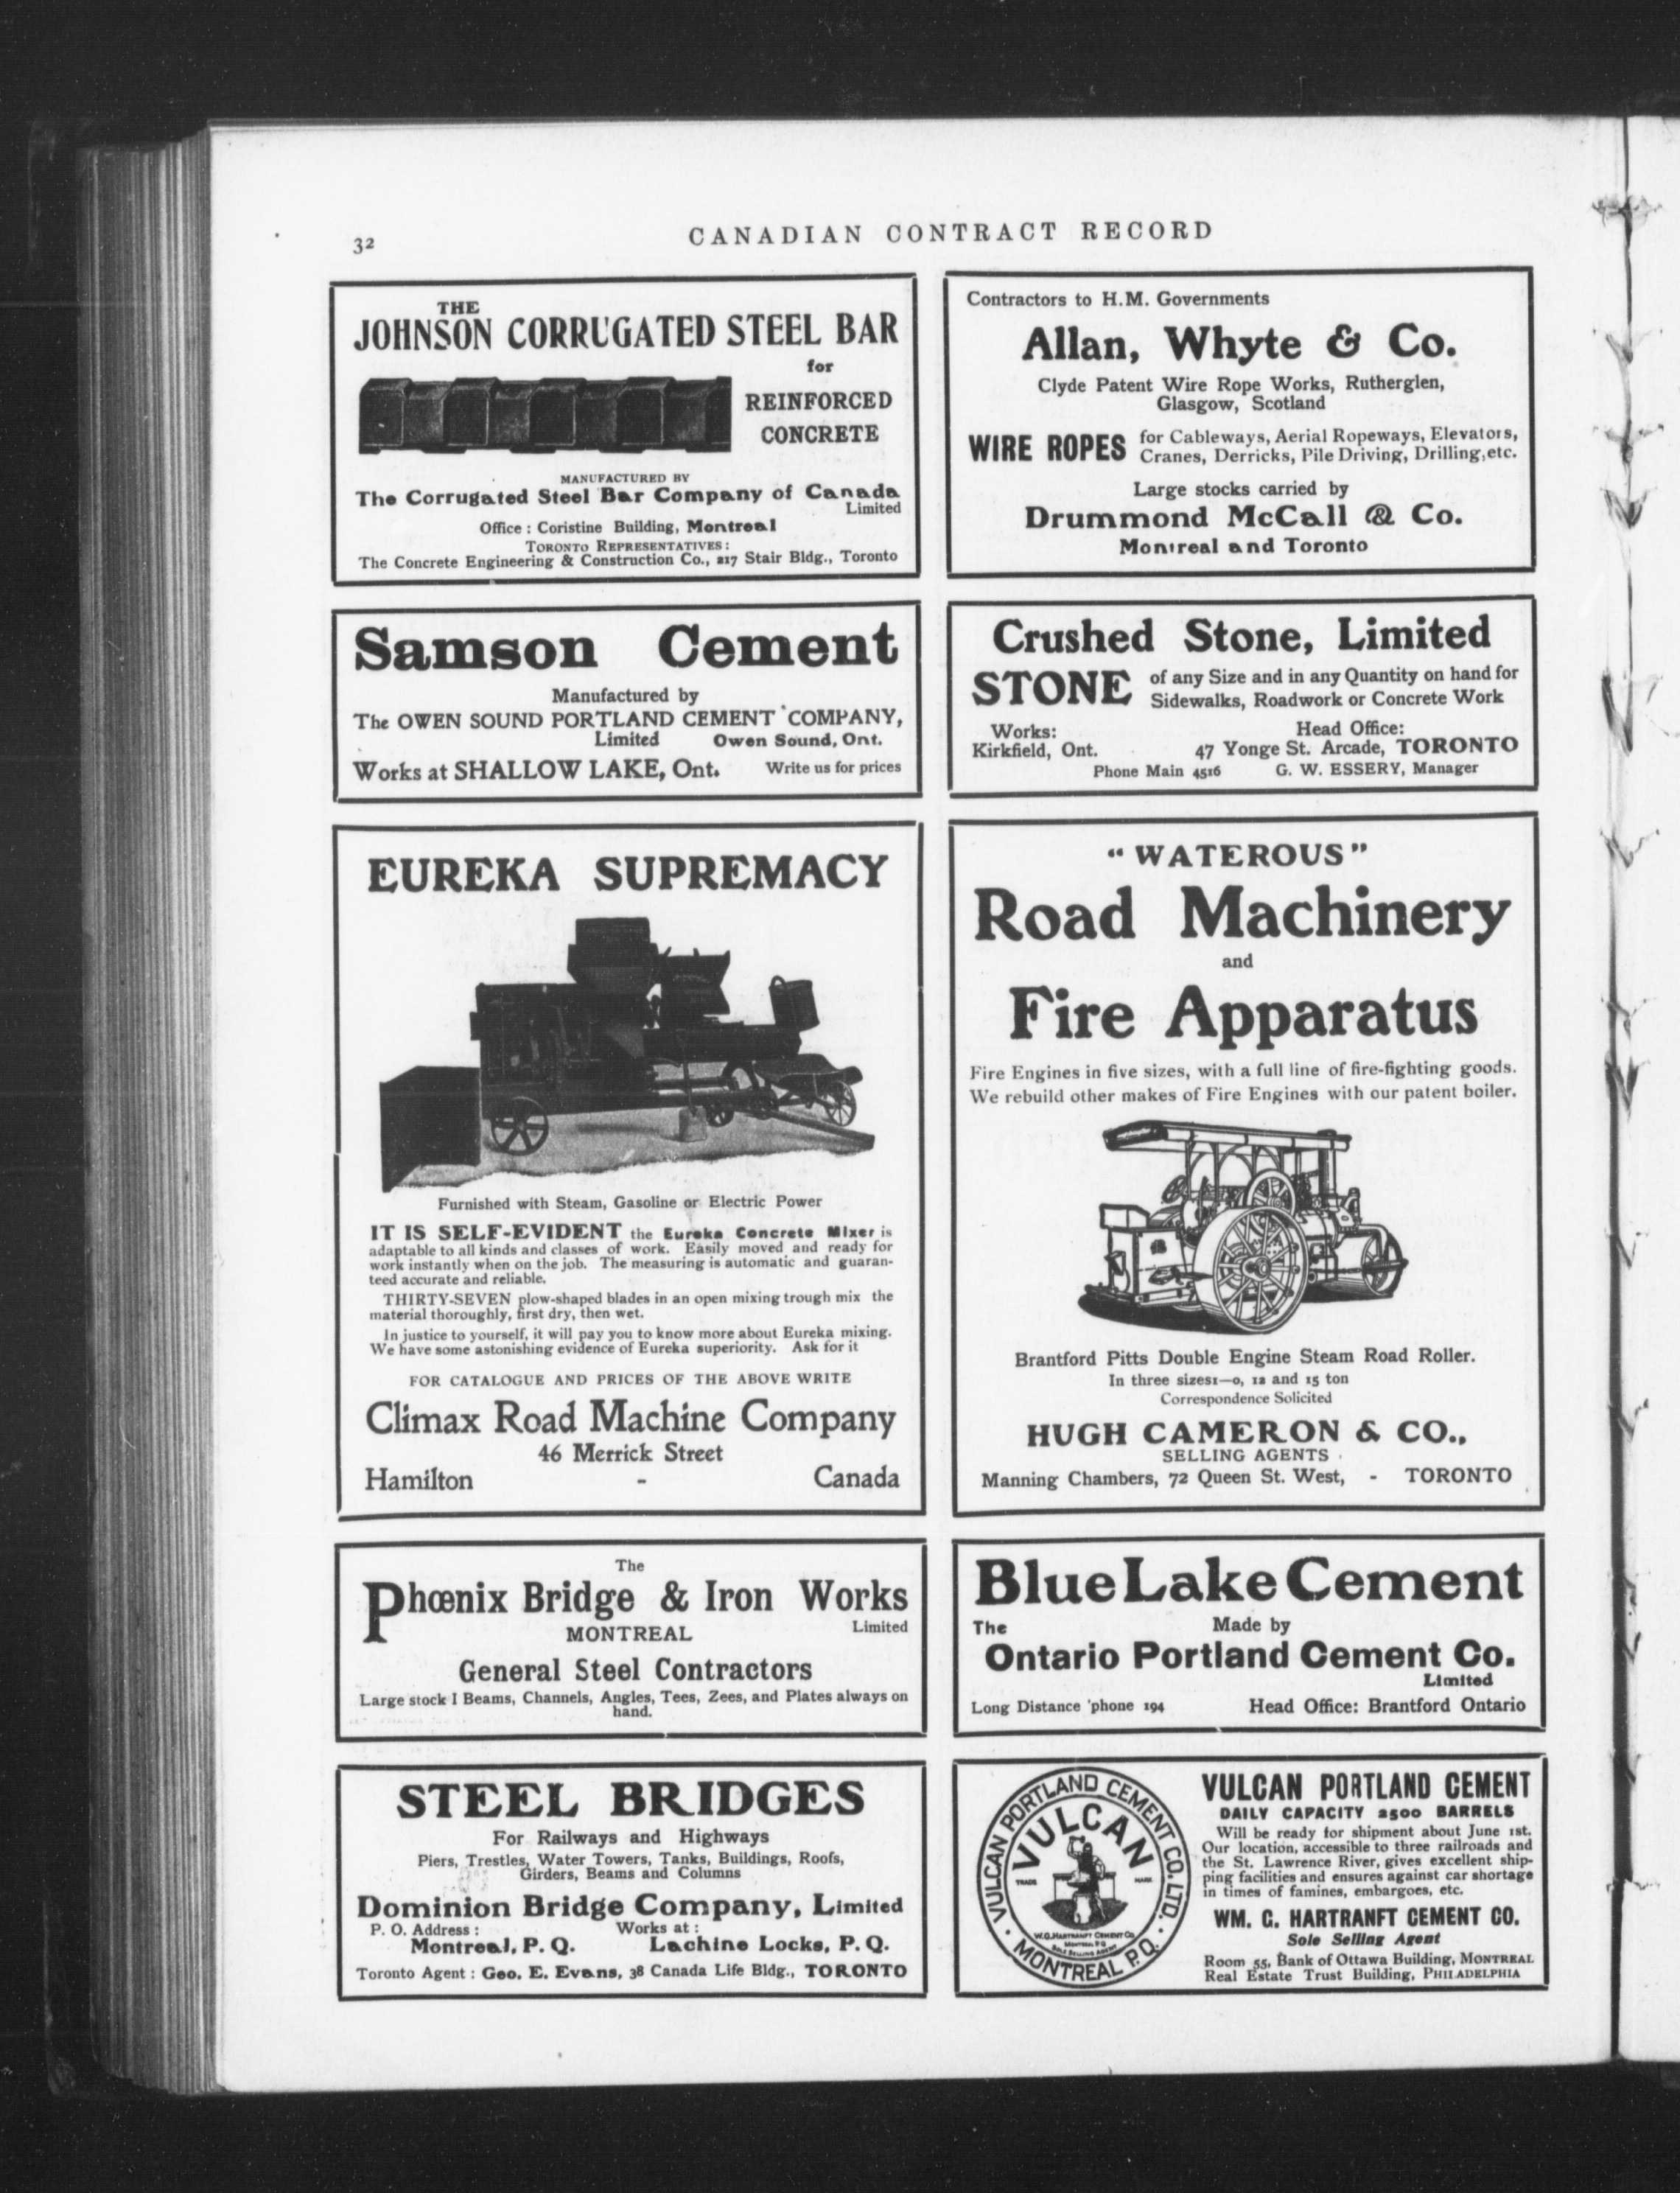 32
CANADIAN CONTRACT RECORD
THE
JOHNSON CORRUGATED STEEL BAR
for
REINFORCED
CONCRETE
MANUFACTURED BY
The Corrugated Steel Bar Company of Canada
Limited
Office : Coristine Building, Montreal
TORONTO REPRESENTATIVES :
The Concrete Engineering & Construction Co., 217 Stair Bldg., Toronto
Contractors to H.M. Governments
Allan, Whyte & Co.
Clyde Patent Wire Rope Works, Rutherglen,
Glasgow, Scotland
WIRE ROPES for Cableways, Aerial Ropeways, Elevators,
Cranes, Derricks, Pile Driving, Drilling, etc.
Large stocks carried by
Drummond McCall & Co.
Montreal and Toronto
Samson Cement
Manufactured by
The OWEN SOUND PORTLAND CEMENT COMPANY,
Limited Owen Sound, Ont.
Works at SHALLOW LAKE, Ont. Write us for prices
Crushed Stone, Limited
STONE of any Size and in any Quantity on hand for
Sidewalks, Roadwork or Concrete Work
Works: Head Office:
Kirkfield, Ont. 47 Yonge St. Arcade, TORONTO
Phone Main 4516 G. W. ESSERY, Manager
EUREKA SUPREMACY
Furnished with Steam, Gasoline or Electric Power
IT IS SELF-EVIDENT the Eureka Concrete Mixer is
adaptable to all kinds and classes of work. Easily moved and ready for
work instantly when on the job. The measuring is automatic and guaran-
teed accurate and reliable.
THIRTY-SEVEN plow-shaped blades in an open mixing trough mix the
material thoroughly, first dry, then wet.
In justice to yourself, it will pay you to know more about Eureka mixing.
We have some astonishing evidence of Eureka superiority. Ask for it
FOR CATALOGUE AND PRICES OF THE ABOVE WRITE
Climax Road Machine Company
46 Merrick Street
Hamilton - Canada
"WATEROUS"
Road Machinery
and
Fire Apparatus
Fire Engines in five sizes, with a full line of fire-fighting goods.
We rebuild other makes of Fire Engines with our patent boiler.
Brantford Pitts Double Engine Steam Road Roller.
In three sizes:—0, 12 and 15 ton
Correspondence Solicited
HUGH CAMERON & CO.,
SELLING AGENTS
Manning Chambers, 72 Queen St. West, - TORONTO
The
Phœnix Bridge & Iron Works
MONTREAL Limited
General Steel Contractors
Large stock I Beams, Channels, Angles, Tees, Zees, and Plates always on
hand.
Blue Lake Cement
The Made by
Ontario Portland Cement Co.
Limited
Long Distance 'phone 194 Head Office: Brantford Ontario
STEEL BRIDGES
For Railways and Highways
Piers, Trestles, Water Towers, Tanks, Buildings, Roofs,
Girders, Beams and Columns
Dominion Bridge Company, Limited
P. O. Address : Works at :
Montreal, P. Q. Lachine Locks, P. Q.
Toronto Agent : Geo. E. Evans, 38 Canada Life Bldg., TORONTO
VULCAN PORTLAND CEMENT CO. LTD.
MONTREAL P.Q.
VULCAN
TRADE MARK
W.G. HARTRANFT CEMENT CO.
MONTREAL P.Q
SOLE SELLING AGENT
VULCAN PORTLAND CEMENT
DAILY CAPACITY 2500 BARRELS
Will be ready for shipment about June 1st.
Our location, accessible to three railroads and
the St. Lawrence River, gives excellent ship-
ping facilities and ensures against car shortage
in times of famines, embargoes, etc.
WM. G. HARTRANFT CEMENT CO.
Sole Selling Agent
Room 55, Bank of Ottawa Building, MONTREAL
Real Estate Trust Building, PHILADELPHIA